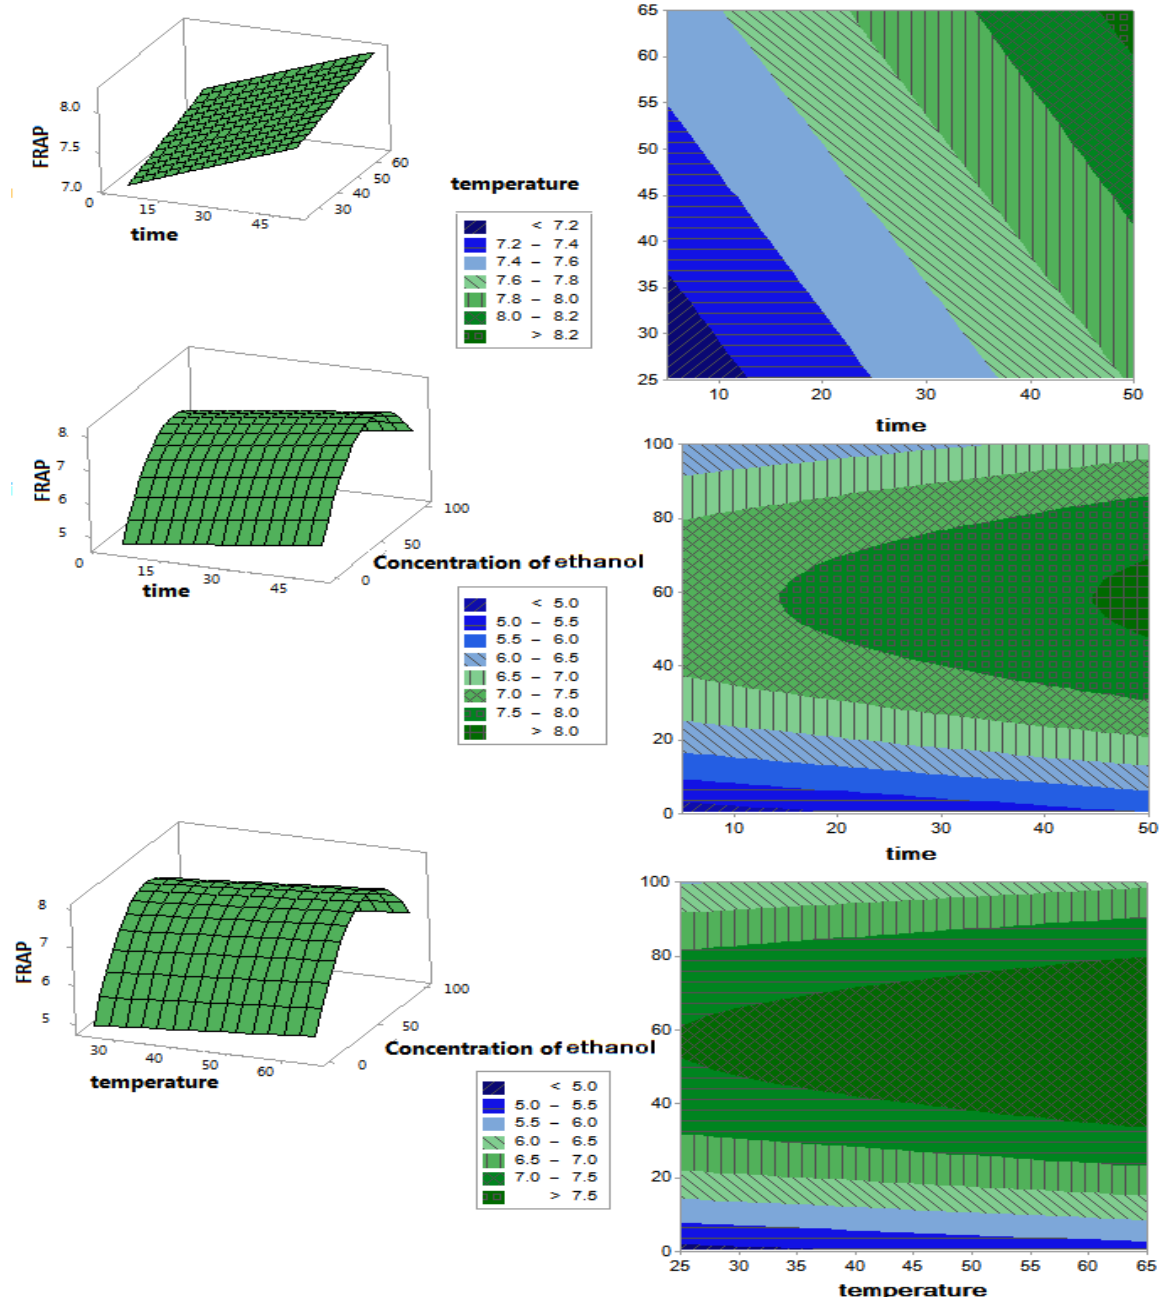 8.0
7.5
7.0
FRAP
0
15
30
45
time
30
40
50
60
temperature
< 7.2
7.2 – 7.4
7.4 – 7.6
7.6 – 7.8
7.8 – 8.0
8.0 – 8.2
> 8.2
65
60
55
50
45
40
35
30
25
10
20
30
40
50
time
8.
7
6
5
FRAP
0
15
30
45
time
0
50
100
Concentration of ethanol
< 5.0
5.0 – 5.5
5.5 – 6.0
6.0 – 6.5
6.5 – 7.0
7.0 – 7.5
7.5 – 8.0
> 8.0
100
80
60
40
20
0
10
20
30
40
50
time
8
7
6
5
FRAP
30
40
50
60
temperature
0
50
100
Concentration of ethanol
< 5.0
5.0 – 5.5
5.5 – 6.0
6.0 – 6.5
6.5 – 7.0
7.0 – 7.5
> 7.5
100
80
60
40
20
0
25
30
35
40
45
50
55
60
65
temperature